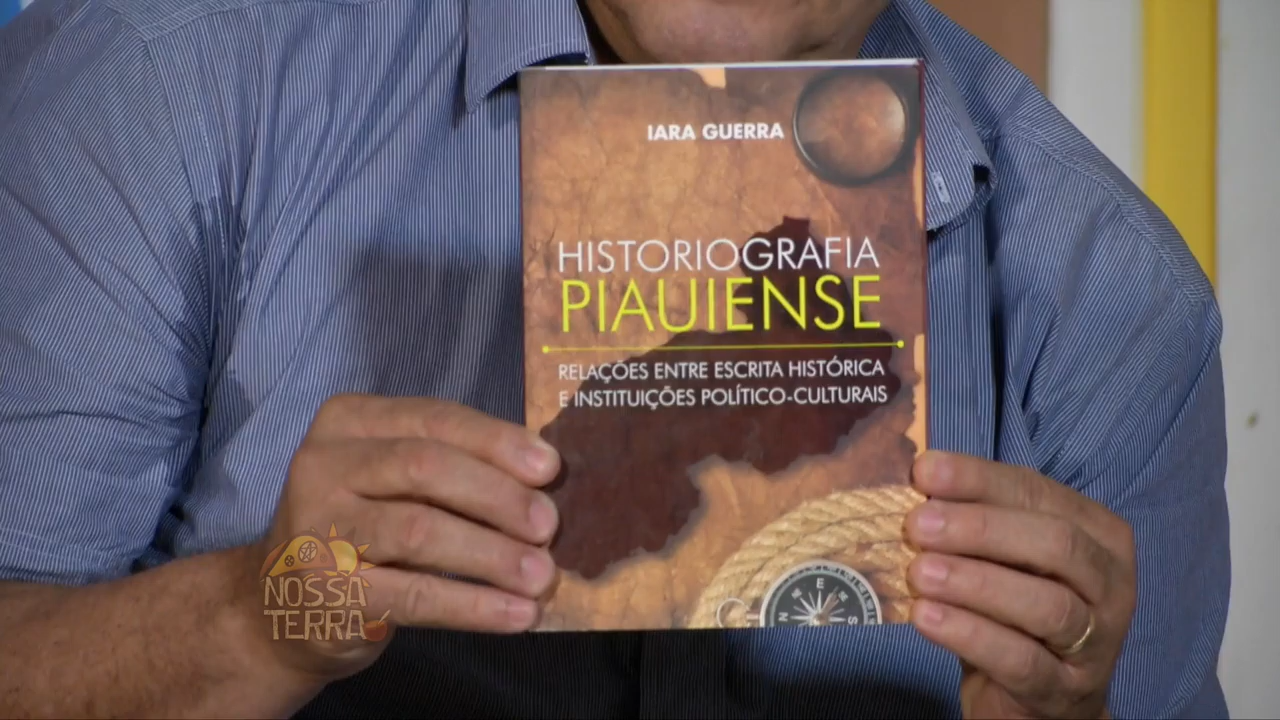 IARA GUERRA
HISTORIOGRAFIA
PIAUIENSE
RELAÇÕES ENTRE ESCRITA HISTÓRICA
E INSTITUIÇÕES POLÍTICO-CULTURAIS
E
N
S
NOSSA
TERRA